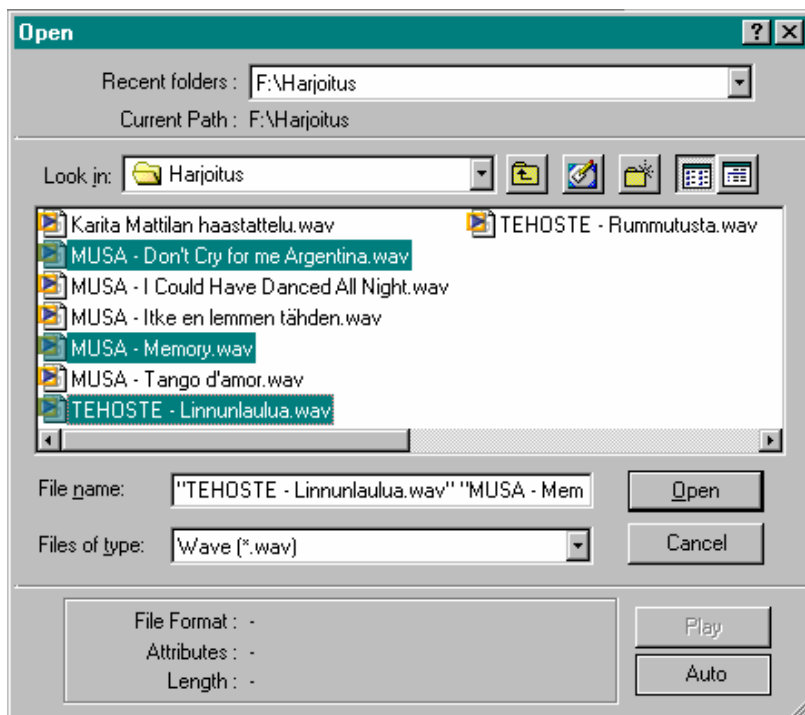 Open
Recent folders : F:\Harjoitus
Current Path : F:\Harjoitus
Look in: Harjoitus
Karita Mattilan haastattelu.wav
MUSA - Don't Cry for me Argentina.wav
MUSA - I Could Have Danced All Night.wav
MUSA - Itke en lemmen tähden.wav
MUSA - Memory.wav
MUSA - Tango d'amor.wav
TEHOSTE - Linnunlaulua.wav
TEHOSTE - Rummutusta.wav
File name: "TEHOSTE - Linnunlaulua.wav" "MUSA - Mem Open
Files of type: Wave (*.wav) Cancel
File Format : - Play
Attributes : -
Length : - Auto